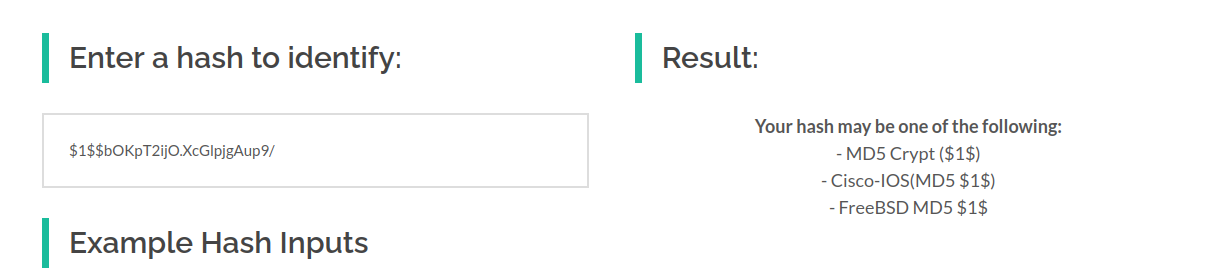 Enter a hash to identify:
$1$$bOKpT2ijO.XcGlpjgAup9/
Example Hash Inputs
Result:
Your hash may be one of the following:
- MD5 Crypt ($1$)
- Cisco-IOS(MD5 $1$)
- FreeBSD MD5 $1$